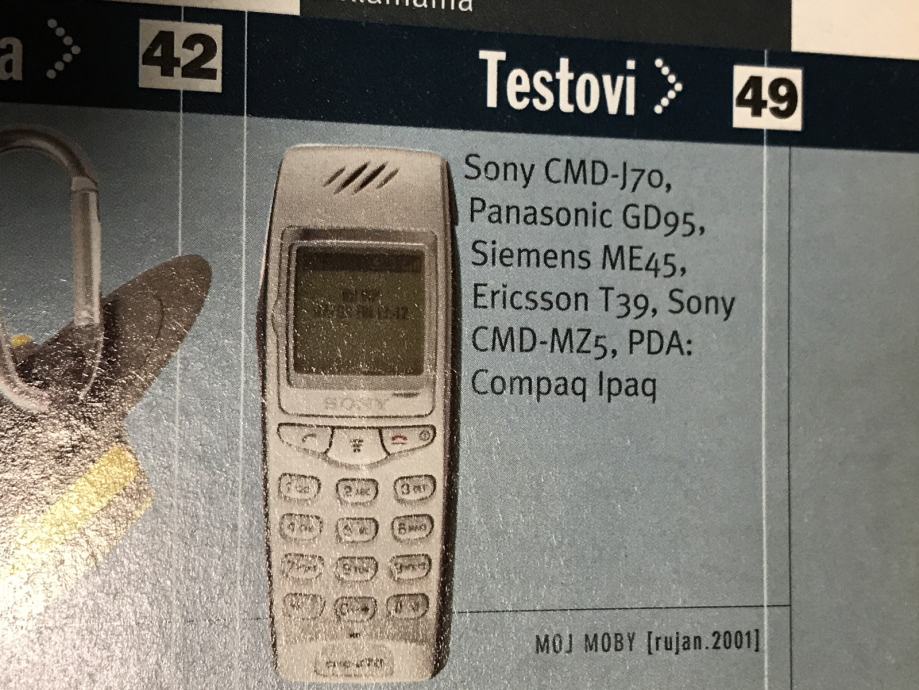 a 42
Testovi 49
Sony CMD-J70,
Panasonic GD95,
Siemens ME45,
Ericsson T39, Sony
CMD-MZ5, PDA:
Compaq Ipaq
SONY
MOJ MOBY [rujan.2001]